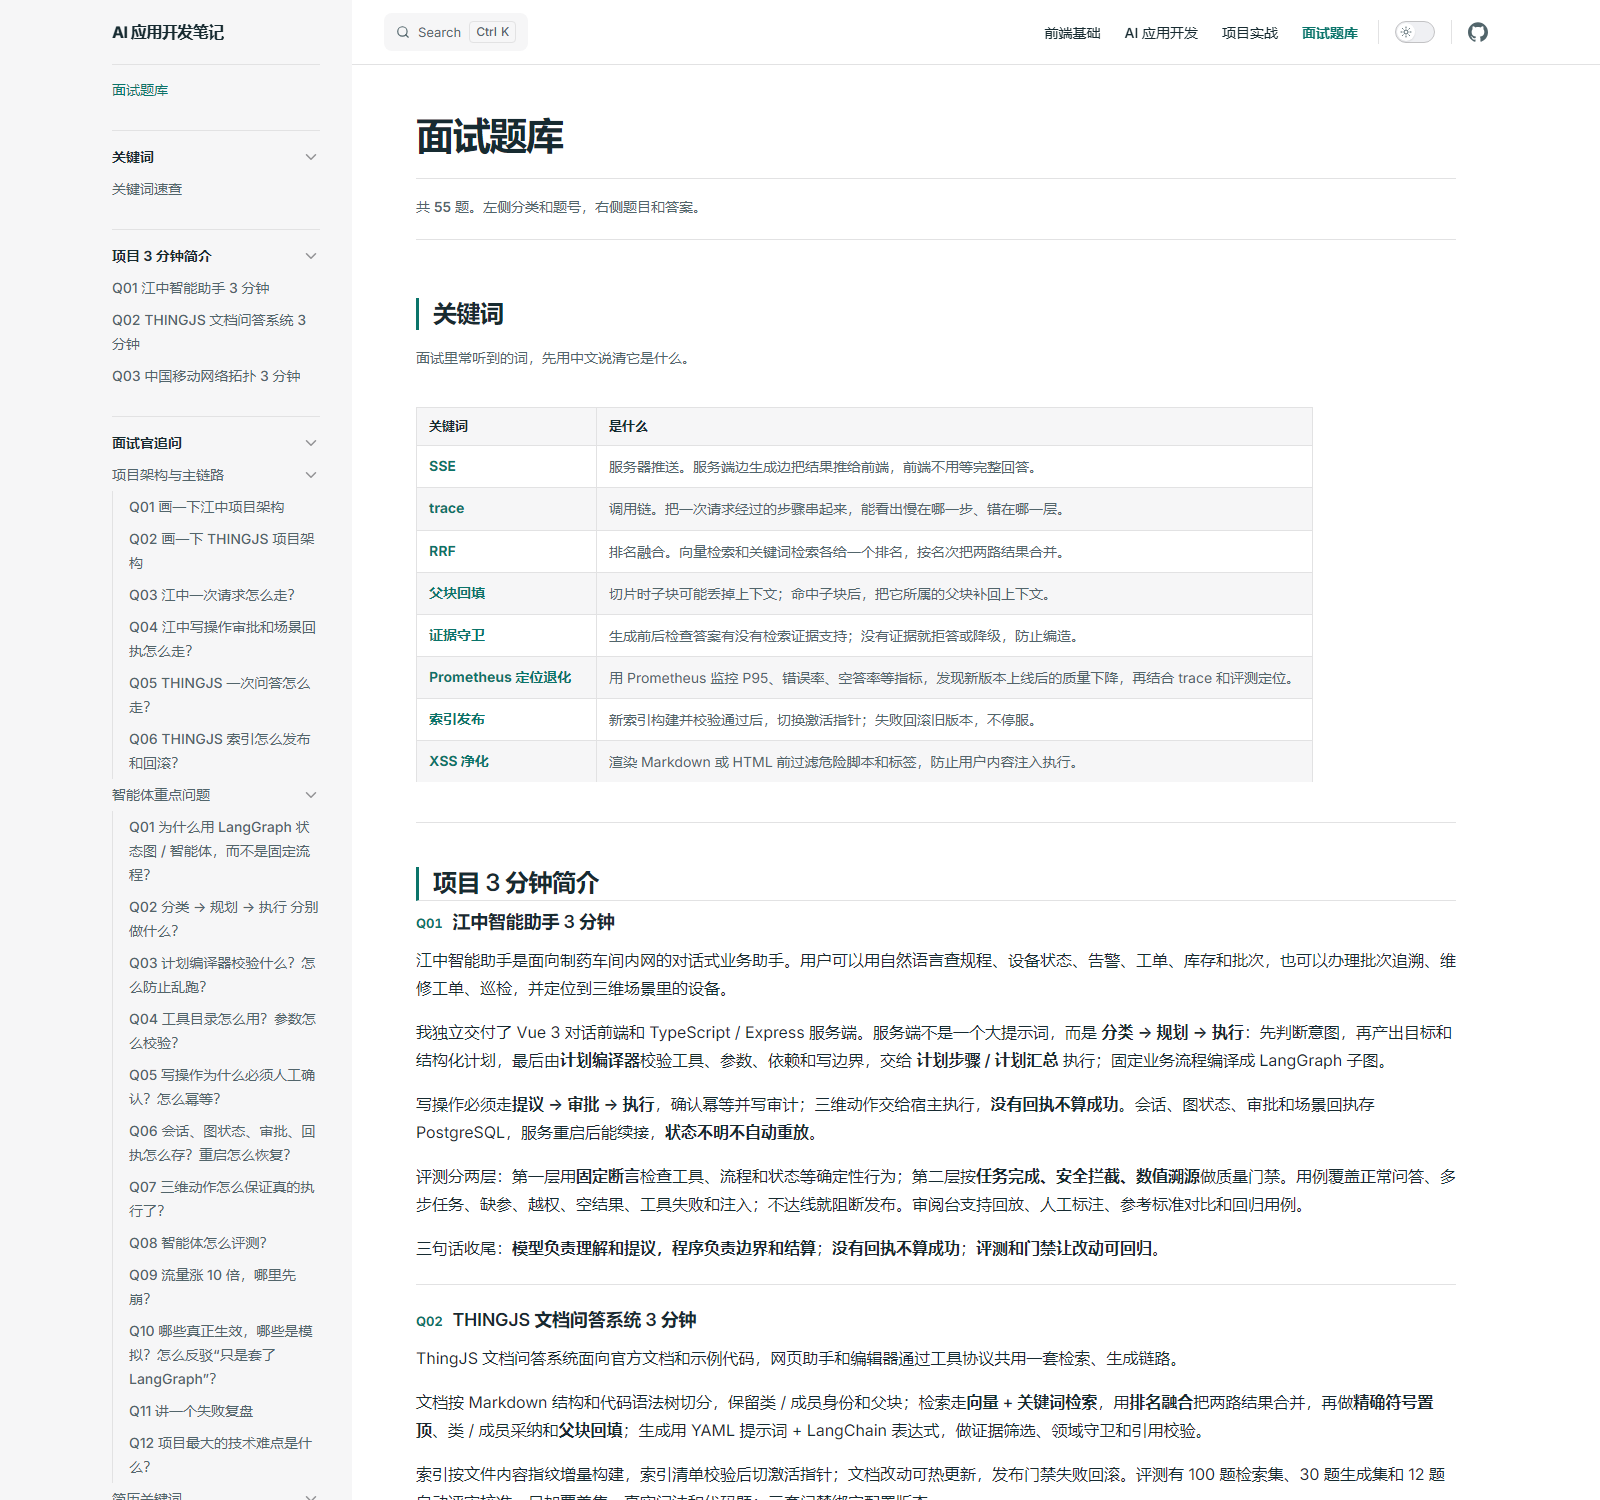 AI 应用开发笔记
Search Ctrl K
前端基础 AI 应用开发 项目实战 面试题库
面试题库
关键词
关键词速查
项目 3 分钟简介
Q01 江中智能助手 3 分钟
Q02 THINGJS 文档问答系统 3
分钟
Q03 中国移动网络拓扑 3 分钟
面试官追问
项目架构与主链路
Q01 画一下江中项目架构
Q02 画一下 THINGJS 项目架
构
Q03 江中一次请求怎么走？
Q04 江中写操作审批和场景回
执怎么走？
Q05 THINGJS 一次问答怎么
走？
Q06 THINGJS 索引怎么发布
和回滚？
智能体重点问题
Q01 为什么用 LangGraph 状
态图 / 智能体，而不是固定流
程？
Q02 分类 → 规划 → 执行 分别
做什么？
Q03 计划编译器校验什么？怎
么防止乱跑？
Q04 工具目录怎么用？参数怎
么校验？
Q05 写操作为什么必须人工确
认？怎么幂等？
Q06 会话、图状态、审批、回
执怎么存？重启怎么恢复？
Q07 三维动作怎么保证真的执
行了？
Q08 智能体怎么评测？
Q09 流量涨 10 倍，哪里先
崩？
Q10 哪些真正生效，哪些是模
拟？怎么反驳“只是套了
LangGraph”？
Q11 讲一个失败复盘
Q12 项目最大的技术难点是什
么？
简历关键词
面试题库
共 55 题。左侧分类和题号，右侧题目和答案。
关键词
面试里常听到的词，先用中文说清它是什么。
关键词 是什么
SSE 服务器推送。服务端边生成边把结果推给前端，前端不用等完整回答。
trace 调用链。把一次请求经过的步骤串起来，能看出慢在哪一步、错在哪一层。
RRF 排名融合。向量检索和关键词检索各给一个排名，按名次把两路结果合并。
父块回填 切片时子块可能丢掉上下文；命中子块后，把它所属的父块补回上下文。
证据守卫 生成前后检查答案有没有检索证据支持；没有证据就拒答或降级，防止编造。
Prometheus 定位退化 用 Prometheus 监控 P95、错误率、空答率等指标，发现新版本上线后的质量下降，再结合 trace 和评测定位。
索引发布 新索引构建并校验通过后，切换激活指针；失败回滚旧版本，不停服。
XSS 净化 渲染 Markdown 或 HTML 前过滤危险脚本和标签，防止用户内容注入执行。
项目 3 分钟简介
Q01 江中智能助手 3 分钟
江中智能助手是面向制药车间内网的对话式业务助手。用户可以用自然语言查规程、设备状态、告警、工单、库存和批次，也可以办理批次追溯、维
修工单、巡检，并定位到三维场景里的设备。
我独立交付了 Vue 3 对话前端和 TypeScript / Express 服务端。服务端不是一个大提示词，而是 分类 → 规划 → 执行：先判断意图，再产出目标和
结构化计划，最后由计划编译器校验工具、参数、依赖和写边界，交给 计划步骤 / 计划汇总 执行；固定业务流程编译成 LangGraph 子图。
写操作必须走提议 → 审批 → 执行，确认幂等并写审计；三维动作交给宿主执行，没有回执不算成功。会话、图状态、审批和场景回执存
PostgreSQL，服务重启后能续接，状态不明不自动重放。
评测分两层：第一层用固定断言检查工具、流程和状态等确定性行为；第二层按任务完成、安全拦截、数值溯源做质量门禁。用例覆盖正常问答、多
步任务、缺参、越权、空结果、工具失败和注入；不达线就阻断发布。审阅台支持回放、人工标注、参考标准对比和回归用例。
三句话收尾：模型负责理解和提议，程序负责边界和结算；没有回执不算成功；评测和门禁让改动可回归。
Q02 THINGJS 文档问答系统 3 分钟
ThingJS 文档问答系统面向官方文档和示例代码，网页助手和编辑器通过工具协议共用一套检索、生成链路。
文档按 Markdown 结构和代码语法树切分，保留类 / 成员身份和父块；检索走向量 + 关键词检索，用排名融合把两路结果合并，再做精确符号置
顶、类 / 成员采纳和父块回填；生成用 YAML 提示词 + LangChain 表达式，做证据筛选、领域守卫和引用校验。
索引按文件内容指纹增量构建，索引清单校验后切激活指针；文档改动可热更新，发布门禁失败回滚。评测有 100 题检索集、30 题生成集和 12 题